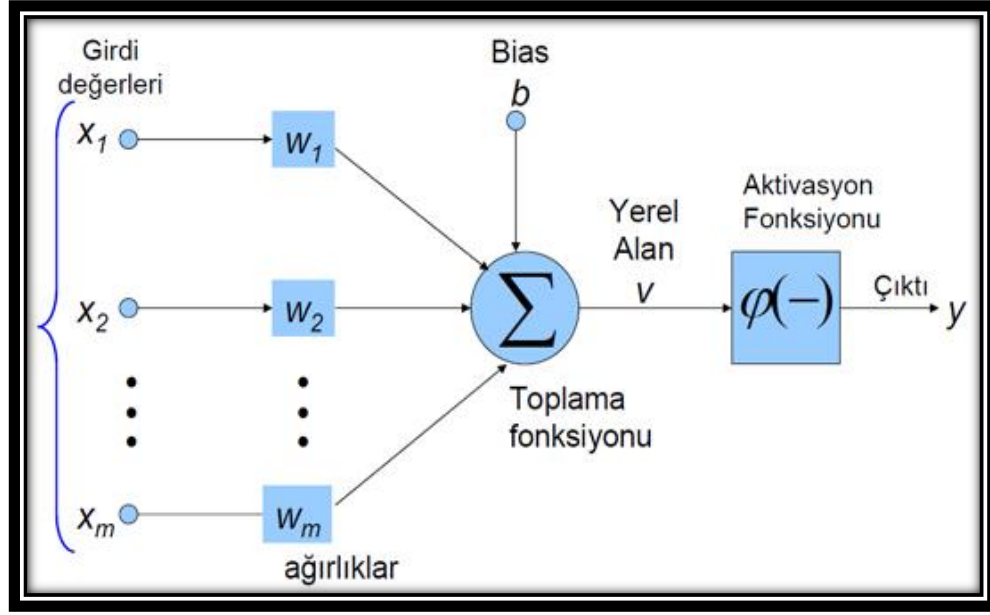 Girdi
değerleri
Bias
b
x1
w1
Aktivasyon
Fonksiyonu
Yerel
Alan
v
x2
w2
∑
φ(−)
Çıktı
y
Toplama
fonksiyonu
xm
wm
ağırlıklar